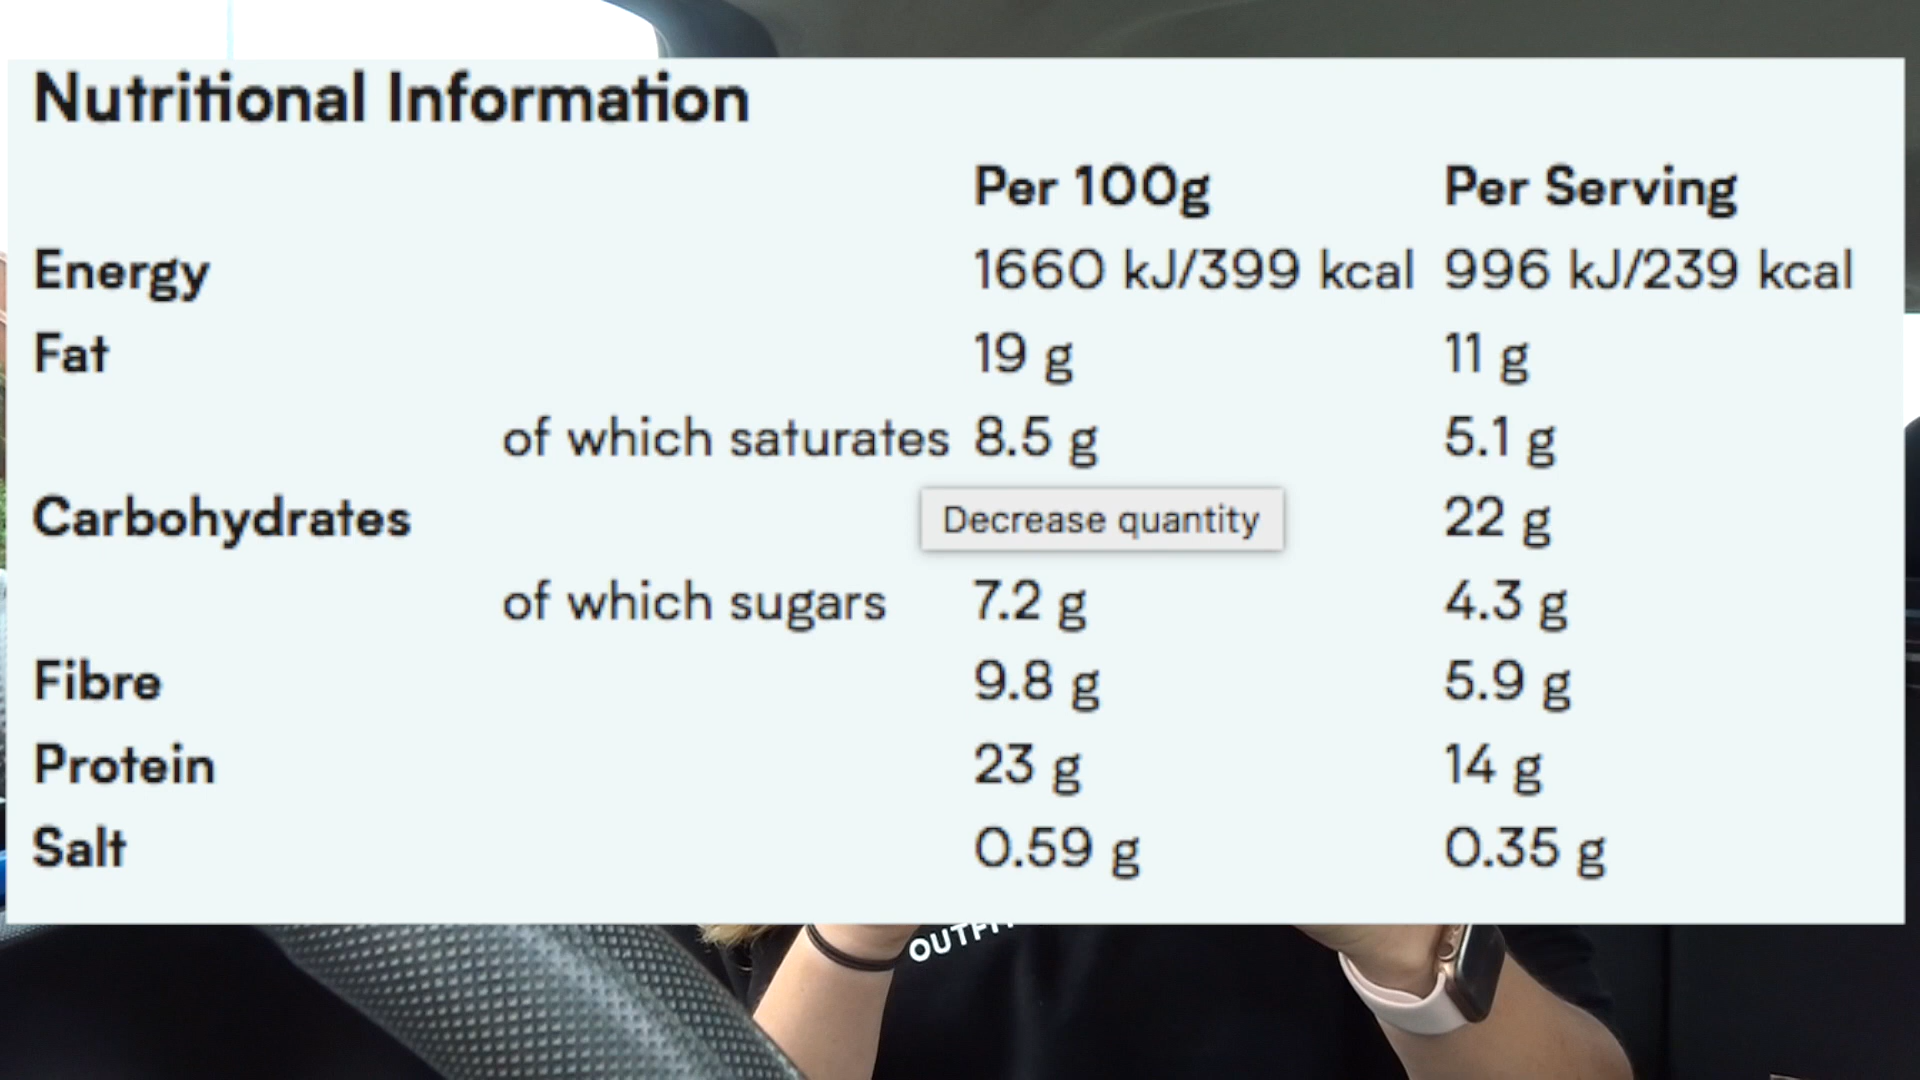 Nutritional Information
Per 100g Per Serving
Energy 1660 kJ/399 kcal 996 kJ/239 kcal
Fat 19 g 11 g
of which saturates 8.5 g 5.1 g
Carbohydrates Decrease quantity 22 g
of which sugars 7.2 g 4.3 g
Fibre 9.8 g 5.9 g
Protein 23 g 14 g
Salt 0.59 g 0.35 g